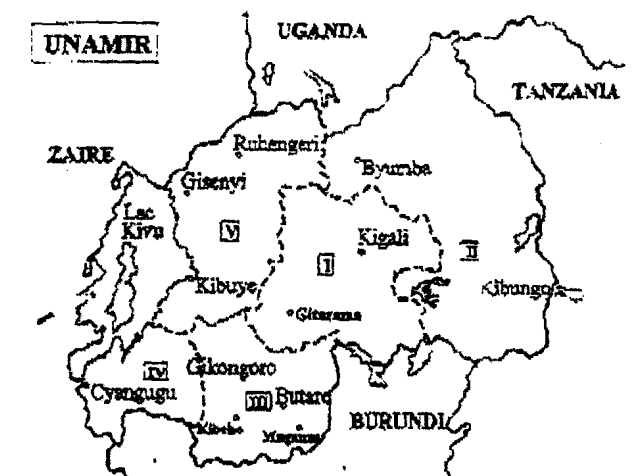 UGANDA
UNAMIR
TANZANIA
Ruhengeri
ZAIRE
Byumba
Gisenyi
Lac
Kivu
V
Kigali
II
I
Kibuye
Kibungo
Gitarama
IV
Gikongoro
Cyangugu
III
Butare
BURUNDI
Kibeho